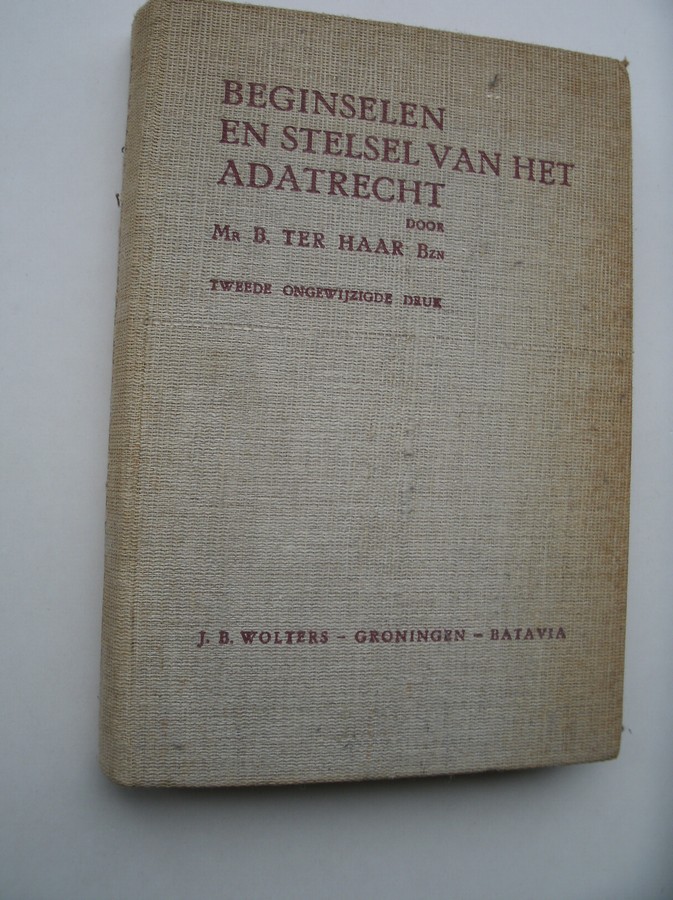 BEGINSELEN
EN STELSEL VAN HET
ADATRECHT
DOOR
Mr B. TER HAAR Bzn
TWEEDE ONGEWIJZIGDE DRUK
J. B. WOLTERS – GRONINGEN – BATAVIA